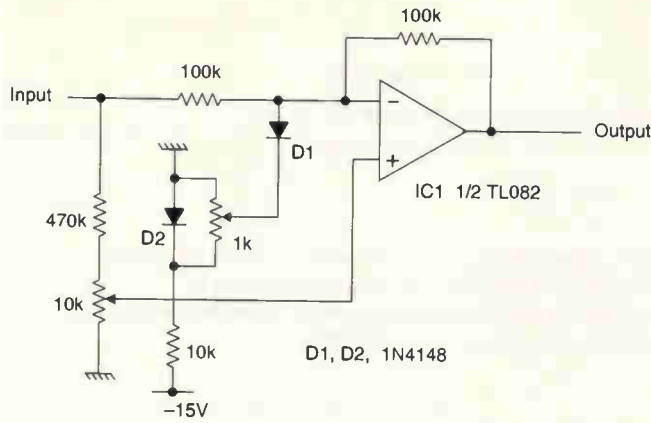 100k
100k
Input
Output
D1
IC1 1/2 TL082
470k
D2
1k
10k
10k
D1, D2, 1N4148
–15V
−
+